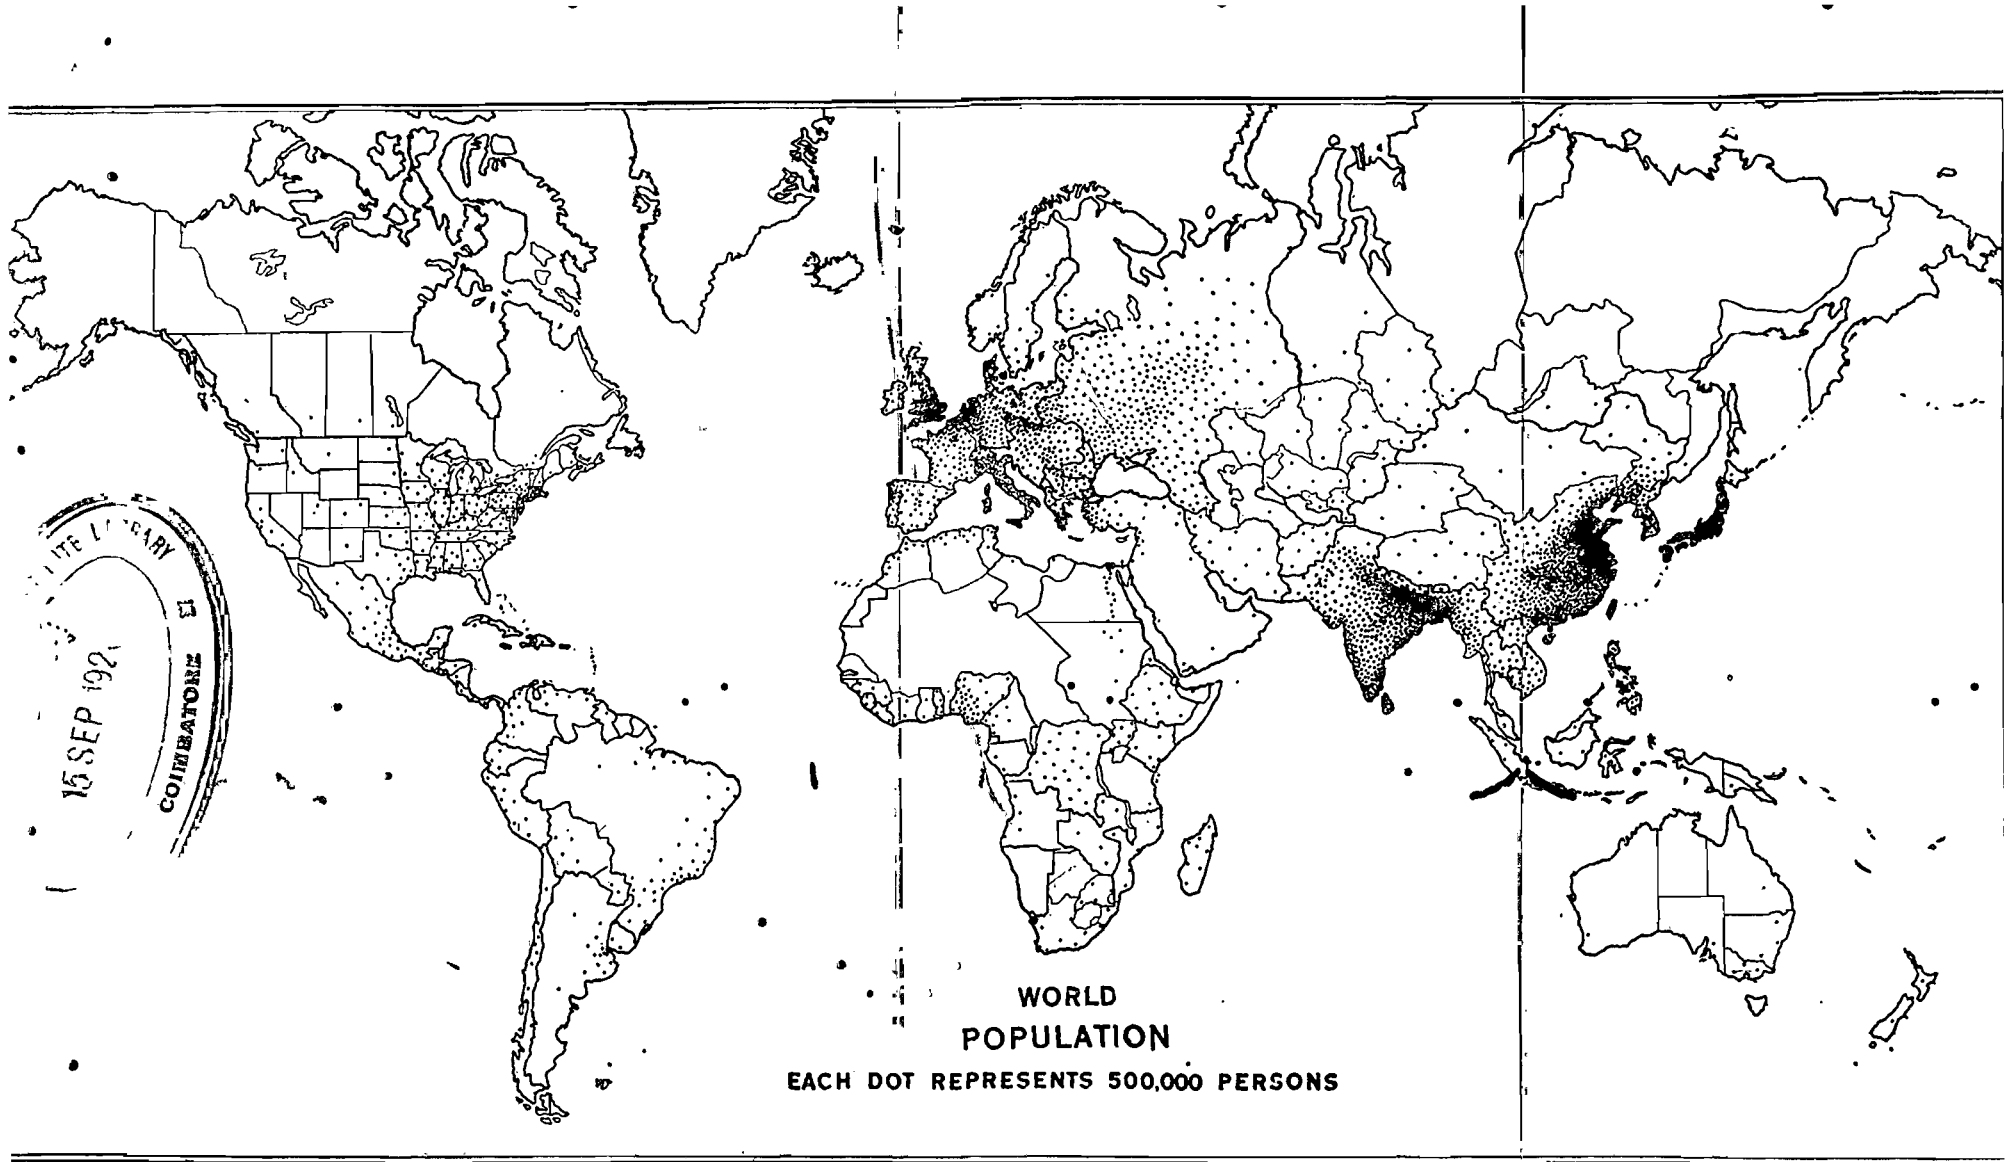 WORLD
POPULATION
EACH DOT REPRESENTS 500,000 PERSONS
15 SEP 192
COIMBATORE